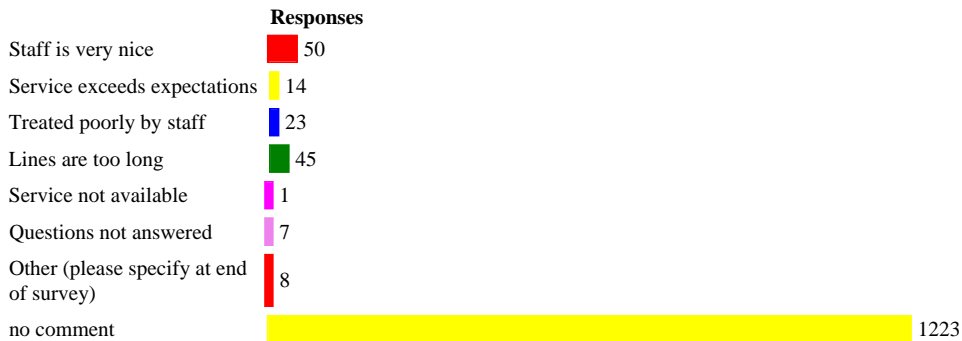 Responses
Staff is very nice 50
Service exceeds expectations 14
Treated poorly by staff 23
Lines are too long 45
Service not available 1
Questions not answered 7
Other (please specify at end
of survey) 8
no comment 1223